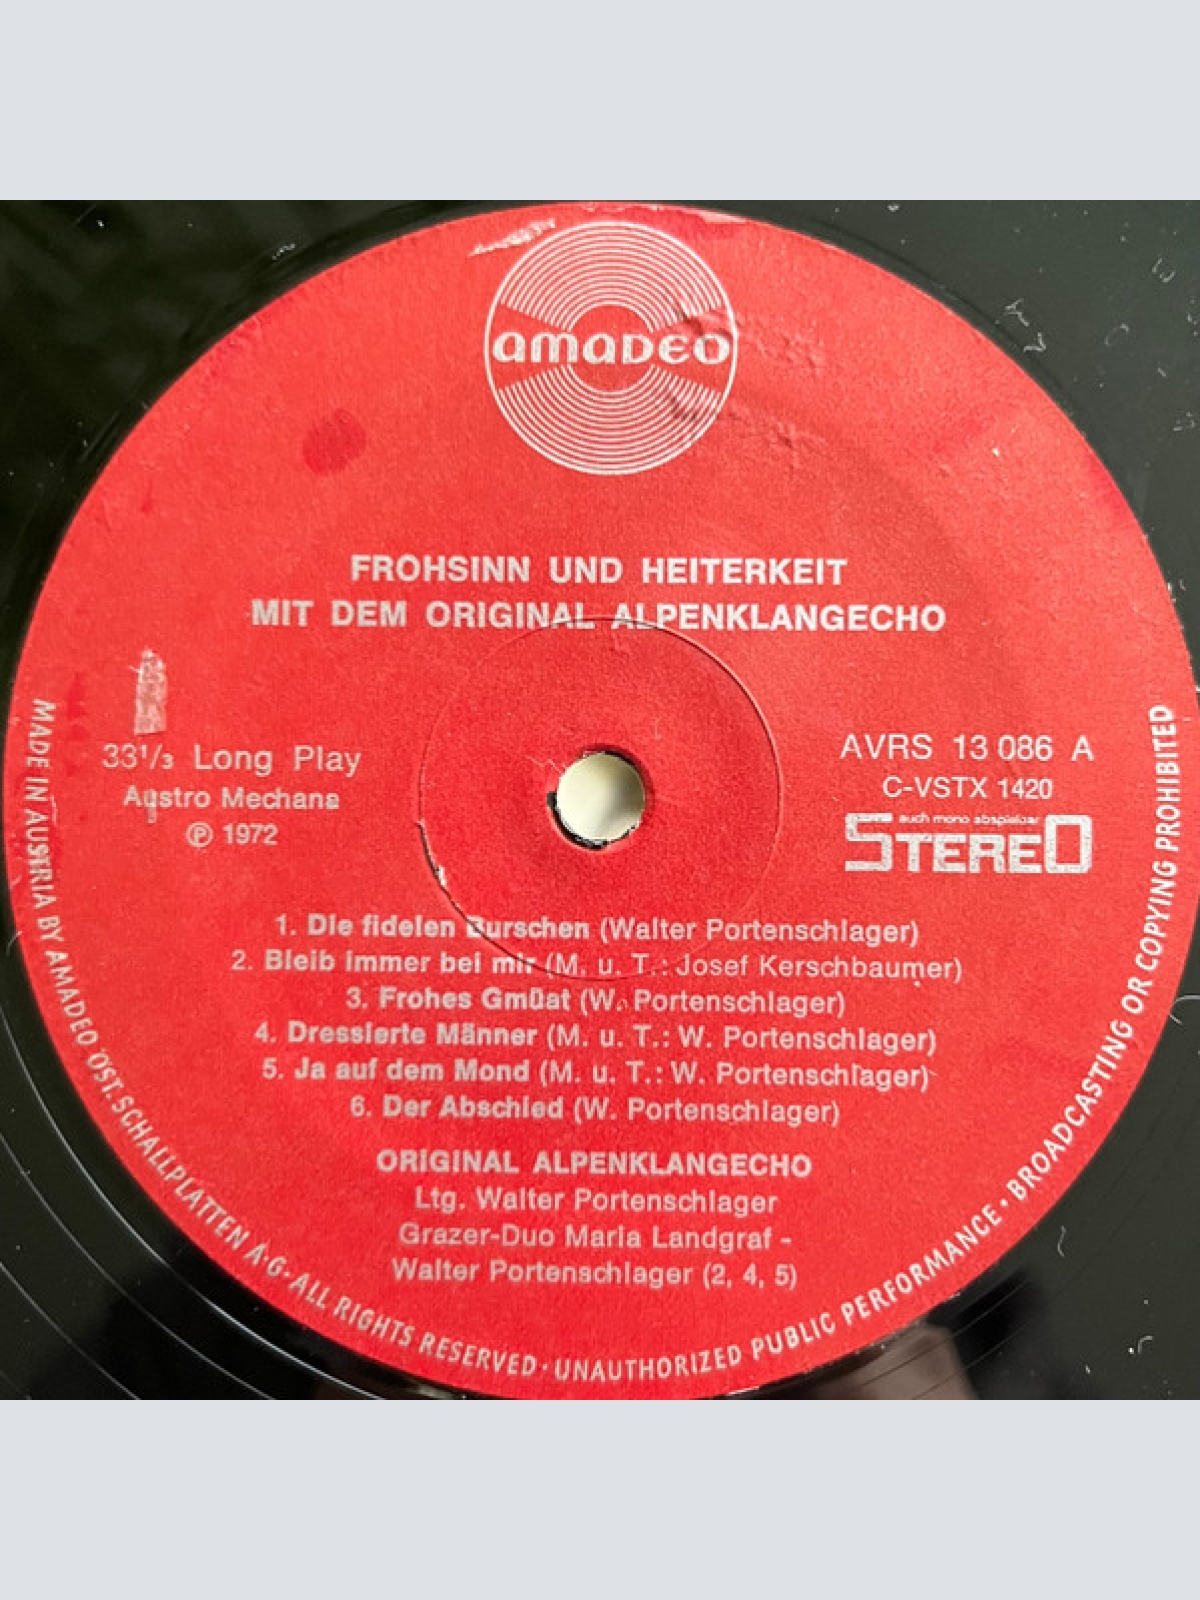 amadeo
FROHSINN UND HEITERKEIT
MIT DEM ORIGINAL ALPENKLANGECHO
33 1/3 Long Play
Austro Mechana
℗ 1972
AVRS 13 086 A
C-VSTX 1420
auch mono abspielbar
STEREO
1. Die fidelen Burschen (Walter Portenschlager)
2. Bleib immer bei mir (M. u. T.: Josef Kerschbaumer)
3. Frohes Gmüat (W. Portenschlager)
4. Dressierte Männer (M. u. T.: W. Portenschlager)
5. Ja auf dem Mond (M. u. T.: W. Portenschlager)
6. Der Abschied (W. Portenschlager)
ORIGINAL ALPENKLANGECHO
Ltg. Walter Portenschlager
Grazer-Duo Maria Landgraf -
Walter Portenschlager (2, 4, 5)
MADE IN AUSTRIA BY AMADEO ÖST. SCHALLPLATTEN A·G·ALL RIGHTS RESERVED · UNAUTHORIZED PUBLIC PERFORMANCE · BROADCASTING OR COPYING PROHIBITED